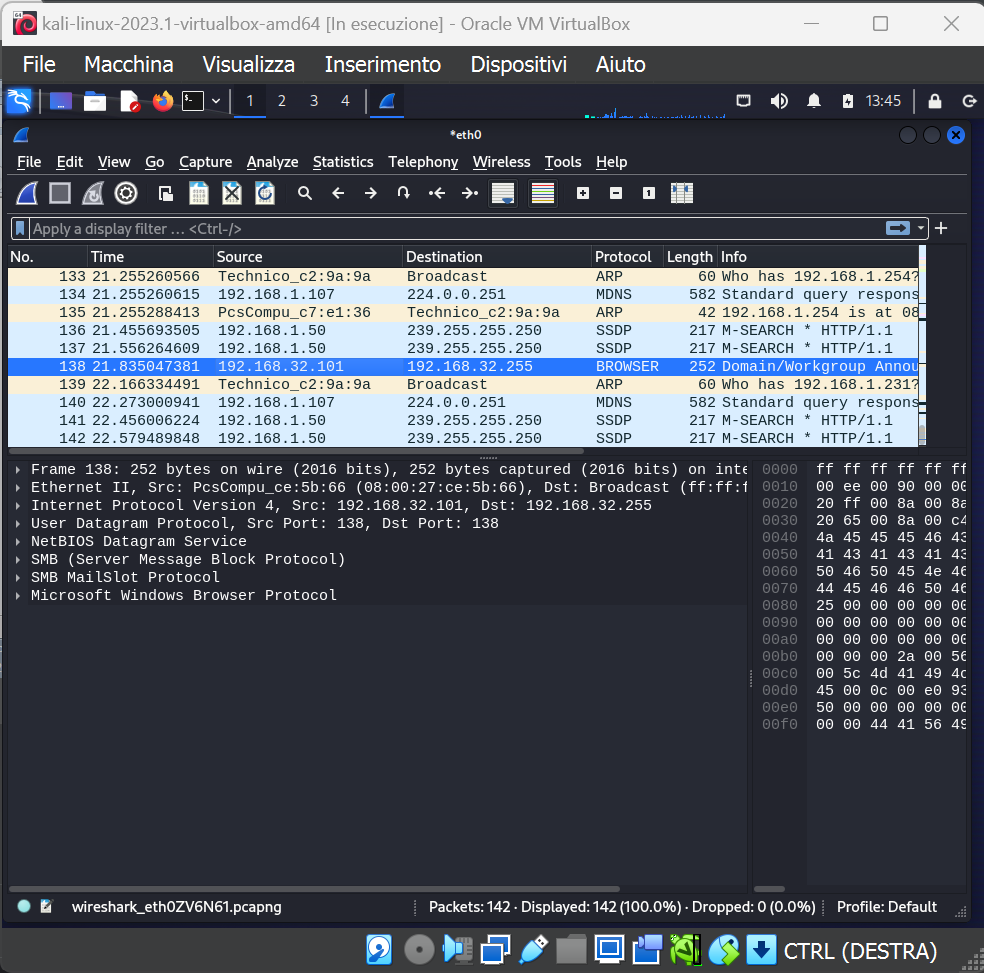 kali-linux-2023.1-virtualbox-amd64 [In esecuzione] - Oracle VM VirtualBox
File Macchina Visualizza Inserimento Dispositivi Aiuto
1 2 3 4 13:45
*eth0
File Edit View Go Capture Analyze Statistics Telephony Wireless Tools Help
Apply a display filter ... <Ctrl-/>
No. Time Source Destination Protocol Length Info
133 21.255260566 Technico_c2:9a:9a Broadcast ARP 60 Who has 192.168.1.254?
134 21.255260615 192.168.1.107 224.0.0.251 MDNS 582 Standard query respons
135 21.255288413 PcsCompu_c7:e1:36 Technico_c2:9a:9a ARP 42 192.168.1.254 is at 08
136 21.455693505 192.168.1.50 239.255.255.250 SSDP 217 M-SEARCH * HTTP/1.1
137 21.556264609 192.168.1.50 239.255.255.250 SSDP 217 M-SEARCH * HTTP/1.1
138 21.835047381 192.168.32.101 192.168.32.255 BROWSER 252 Domain/Workgroup Annou
139 22.166334491 Technico_c2:9a:9a Broadcast ARP 60 Who has 192.168.1.231?
140 22.273000941 192.168.1.107 224.0.0.251 MDNS 582 Standard query respons
141 22.456006224 192.168.1.50 239.255.255.250 SSDP 217 M-SEARCH * HTTP/1.1
142 22.579489848 192.168.1.50 239.255.255.250 SSDP 217 M-SEARCH * HTTP/1.1
Frame 138: 252 bytes on wire (2016 bits), 252 bytes captured (2016 bits) on inte
Ethernet II, Src: PcsCompu_ce:5b:66 (08:00:27:ce:5b:66), Dst: Broadcast (ff:ff:f
Internet Protocol Version 4, Src: 192.168.32.101, Dst: 192.168.32.255
User Datagram Protocol, Src Port: 138, Dst Port: 138
NetBIOS Datagram Service
SMB (Server Message Block Protocol)
SMB MailSlot Protocol
Microsoft Windows Browser Protocol
0000 ff ff ff ff ff ff
0010 00 ee 00 90 00 00
0020 20 ff 00 8a 00 8a
0030 20 65 00 8a 00 c4
0040 4a 45 45 45 46 43
0050 41 43 41 43 41 43
0060 50 46 50 45 4e 46
0070 44 45 46 46 50 46
0080 25 00 00 00 00 00
0090 00 00 00 00 00 00
00a0 00 00 00 00 00 00
00b0 00 00 00 2a 00 56
00c0 00 5c 4d 41 49 4c
00d0 45 00 0c 00 e0 93
00e0 50 00 00 00 00 00
00f0 00 00 44 41 56 49
wireshark_eth0ZV6N61.pcapng Packets: 142 · Displayed: 142 (100.0%) · Dropped: 0 (0.0%) Profile: Default
CTRL (DESTRA)